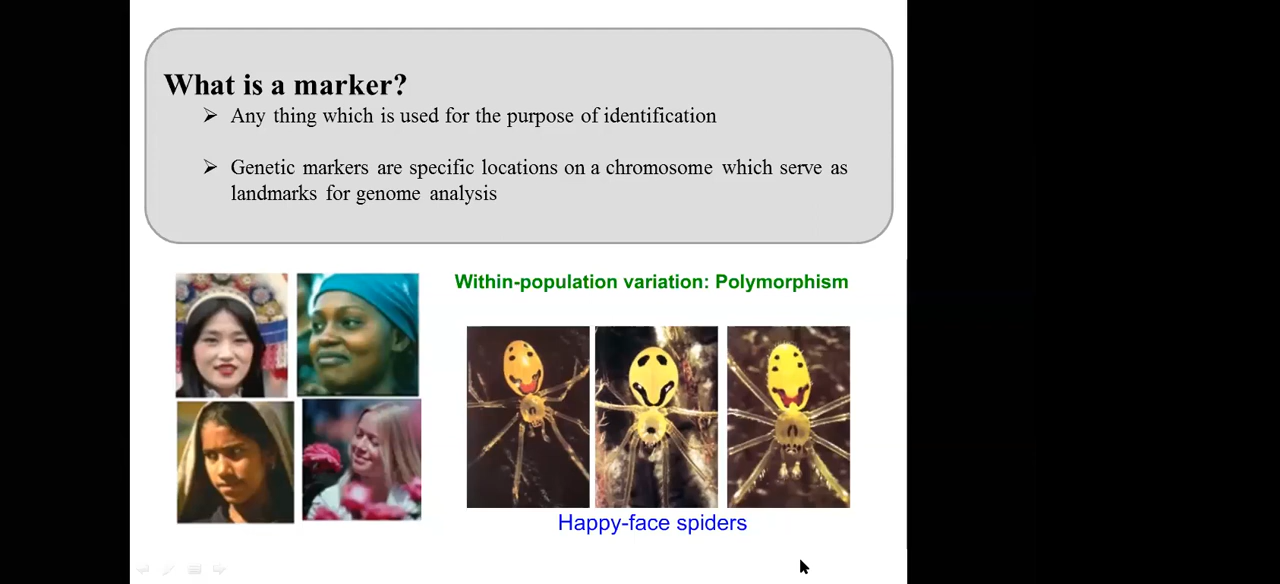 What is a marker?
➢ Any thing which is used for the purpose of identification
➢ Genetic markers are specific locations on a chromosome which serve as
landmarks for genome analysis
Within-population variation: Polymorphism
Happy-face spiders